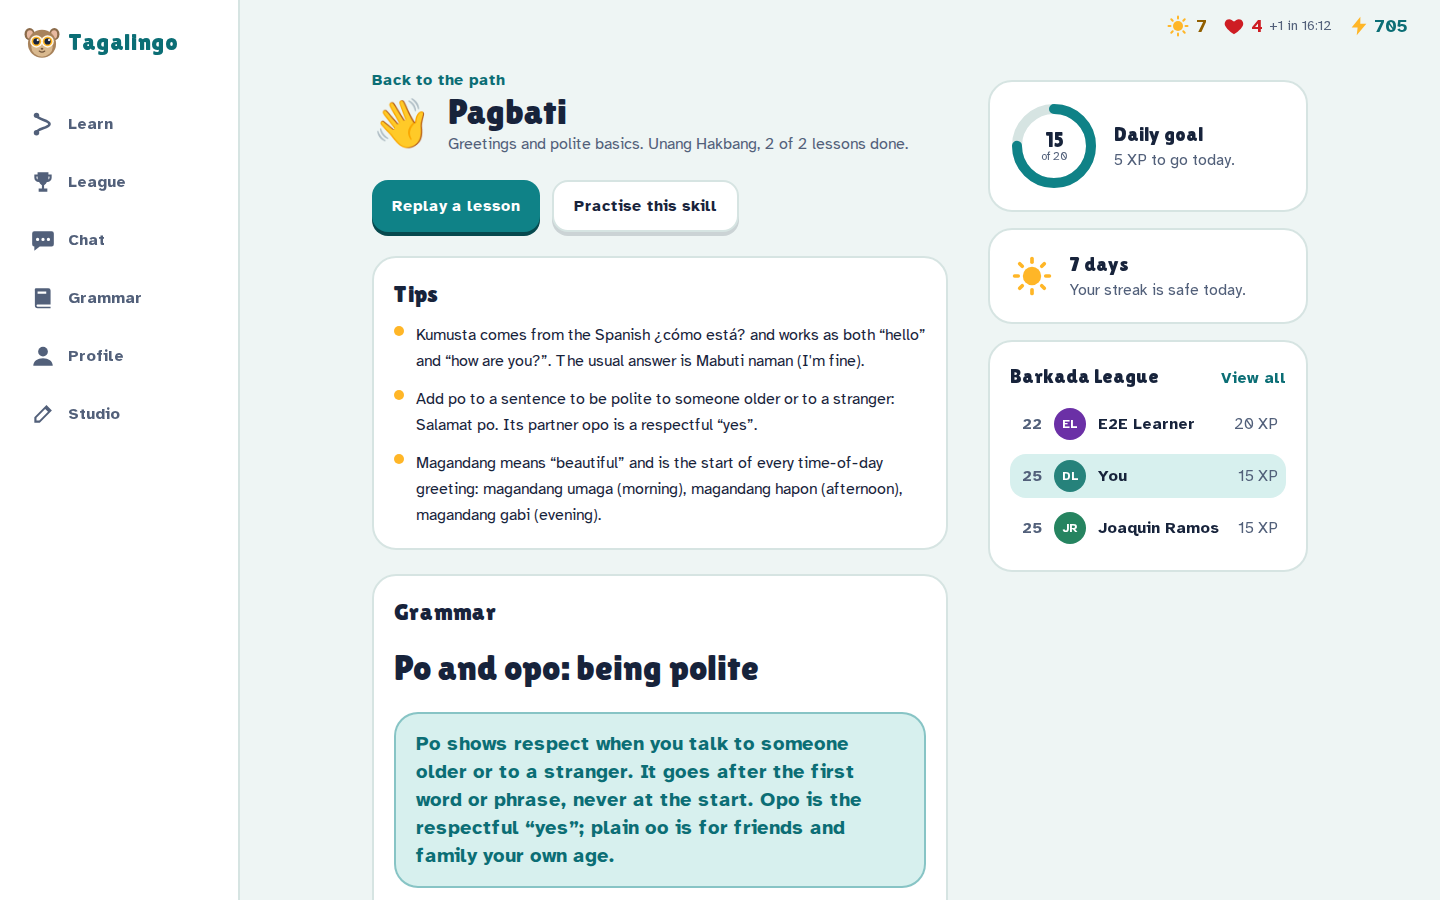 Tagalingo
Learn
League
Chat
Grammar
Profile
Studio
7
4 +1 in 16:12
705
Back to the path
Pagbati
Greetings and polite basics. Unang Hakbang, 2 of 2 lessons done.
Replay a lesson
Practise this skill
Tips
Kumusta comes from the Spanish ¿cómo está? and works as both “hello”
and “how are you?”. The usual answer is Mabuti naman (I'm fine).
Add po to a sentence to be polite to someone older or to a stranger:
Salamat po. Its partner opo is a respectful “yes”.
Magandang means “beautiful” and is the start of every time-of-day
greeting: magandang umaga (morning), magandang hapon (afternoon),
magandang gabi (evening).
Grammar
Po and opo: being polite
Po shows respect when you talk to someone
older or to a stranger. It goes after the first
word or phrase, never at the start. Opo is the
respectful “yes”; plain oo is for friends and
family your own age.
15
of 20
Daily goal
5 XP to go today.
7 days
Your streak is safe today.
Barkada League
View all
22 EL E2E Learner 20 XP
25 DL You 15 XP
25 JR Joaquin Ramos 15 XP